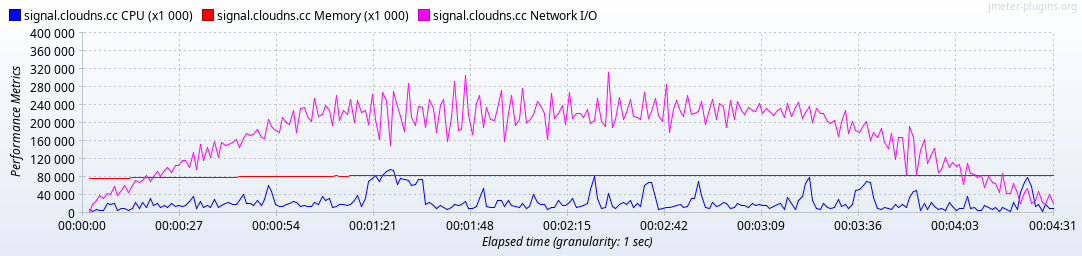 jmeter-plugins.org
signal.cloudns.cc CPU (x1 000) signal.cloudns.cc Memory (x1 000) signal.cloudns.cc Network I/O
400 000
360 000
320 000
280 000
240 000
200 000
160 000
120 000
80 000
40 000
0
Performance Metrics
00:00:00 00:00:27 00:00:54 00:01:21 00:01:48 00:02:15 00:02:42 00:03:09 00:03:36 00:04:03 00:04:31
Elapsed time (granularity: 1 sec)